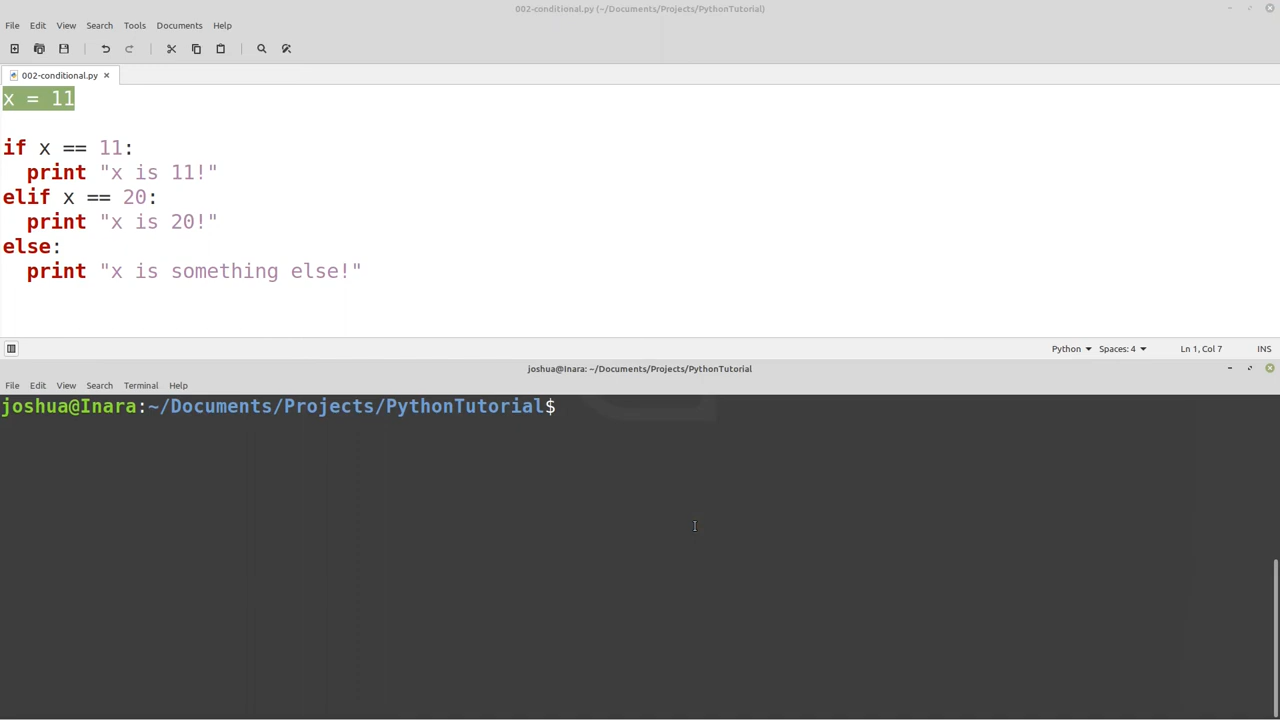 002-conditional.py (~/Documents/Projects/PythonTutorial)
File Edit View Search Tools Documents Help
002-conditional.py ×
x = 11
if x == 11:
  print "x is 11!"
elif x == 20:
  print "x is 20!"
else:
  print "x is something else!"
Python Spaces: 4 Ln 1, Col 7 INS
joshua@Inara: ~/Documents/Projects/PythonTutorial
File Edit View Search Terminal Help
joshua@Inara:~/Documents/Projects/PythonTutorial$